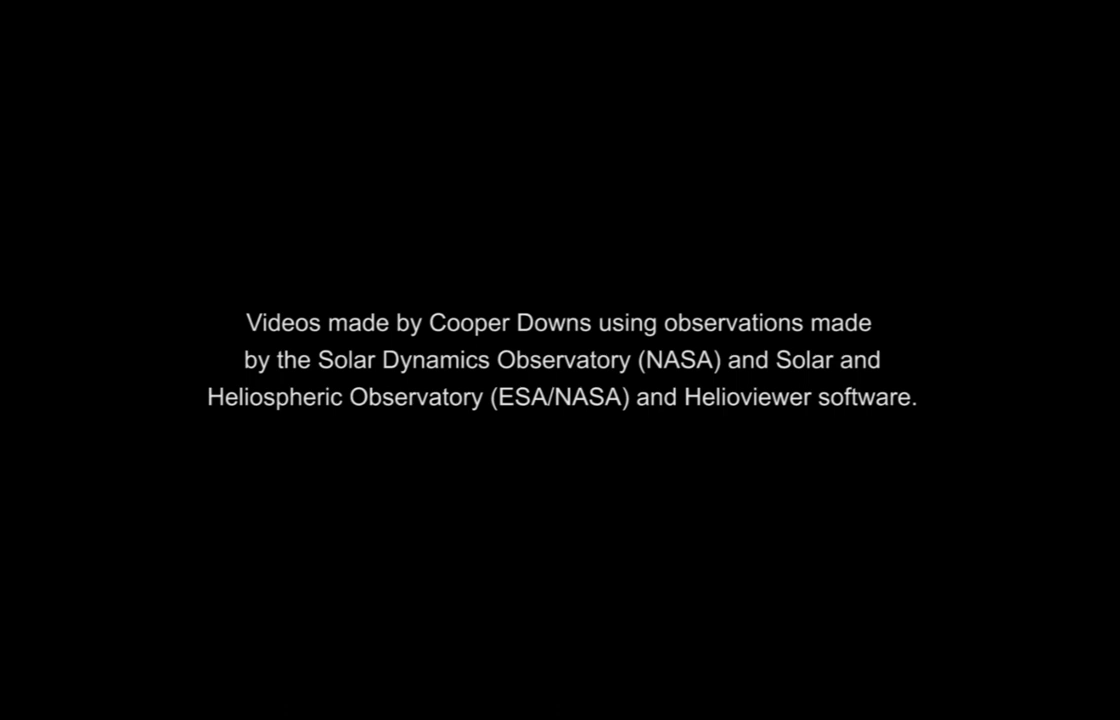 Videos made by Cooper Downs using observations made
by the Solar Dynamics Observatory (NASA) and Solar and
Heliospheric Observatory (ESA/NASA) and Helioviewer software.